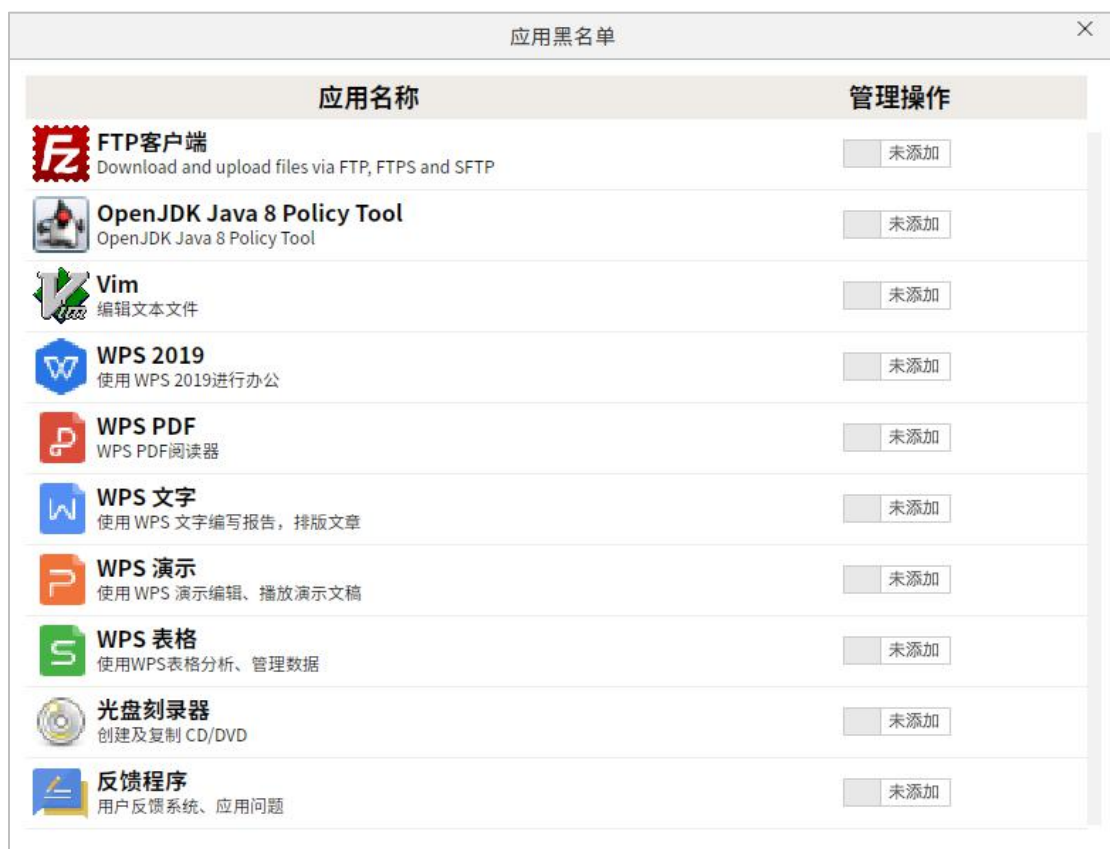 应用黑名单
应用名称 管理操作
FTP客户端
Download and upload files via FTP, FTPS and SFTP
未添加
OpenJDK Java 8 Policy Tool
OpenJDK Java 8 Policy Tool
未添加
Vim
编辑文本文件
未添加
WPS 2019
使用 WPS 2019进行办公
未添加
WPS PDF
WPS PDF阅读器
未添加
WPS 文字
使用 WPS 文字编写报告，排版文章
未添加
WPS 演示
使用 WPS 演示编辑、播放演示文稿
未添加
WPS 表格
使用WPS表格分析、管理数据
未添加
光盘刻录器
创建及复制 CD/DVD
未添加
反馈程序
用户反馈系统、应用问题
未添加